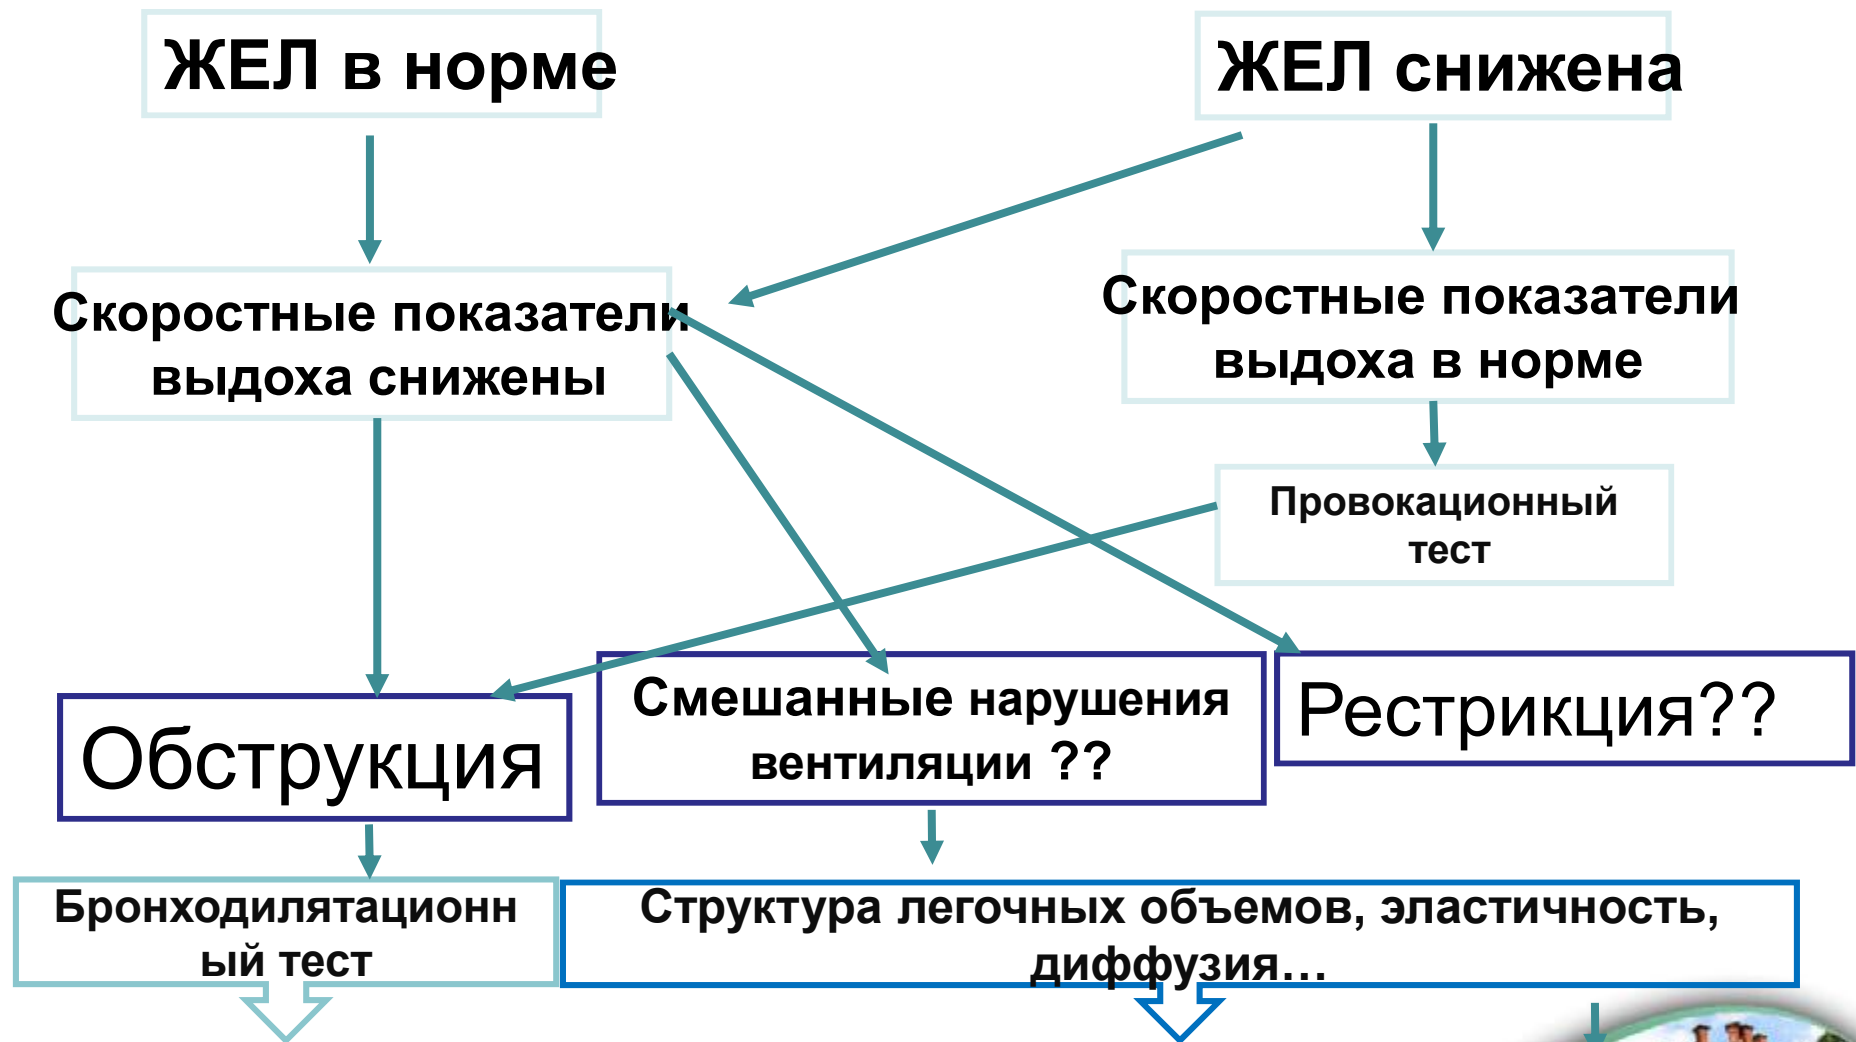 ЖЕЛ в норме
ЖЕЛ снижена
Скоростные показатели
выдоха снижены
Скоростные показатели
выдоха в норме
Провокационный
тест
Обструкция
Смешанные нарушения
вентиляции ??
Рестрикция??
Бронходилятационн
ый тест
Структура легочных объемов, эластичность,
диффузия...